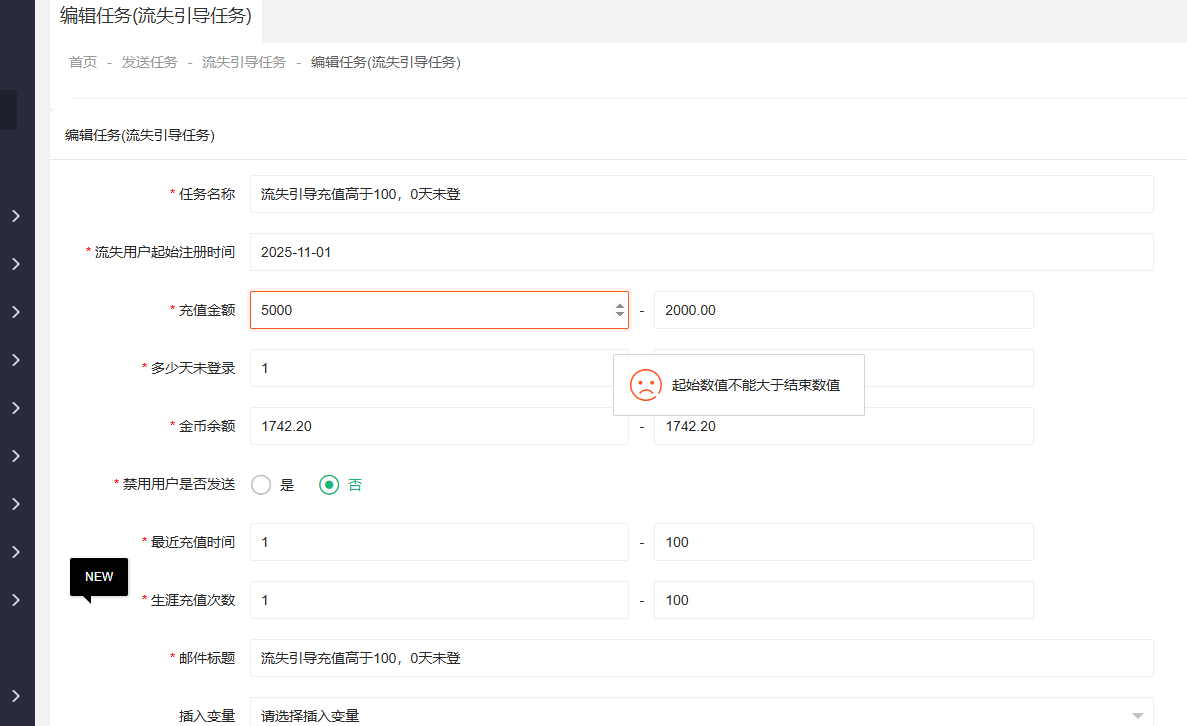 编辑任务(流失引导任务)
首页 - 发送任务 - 流失引导任务 - 编辑任务(流失引导任务)
编辑任务(流失引导任务)
* 任务名称 流失引导充值高于100，0天未登
* 流失用户起始注册时间 2025-11-01
* 充值金额 5000 - 2000.00
* 多少天未登录 1
起始数值不能大于结束数值
* 金币余额 1742.20 - 1742.20
* 禁用用户是否发送 是 否
* 最近充值时间 1 - 100
NEW
* 生涯充值次数 1 - 100
* 邮件标题 流失引导充值高于100，0天未登
插入变量 请选择插入变量